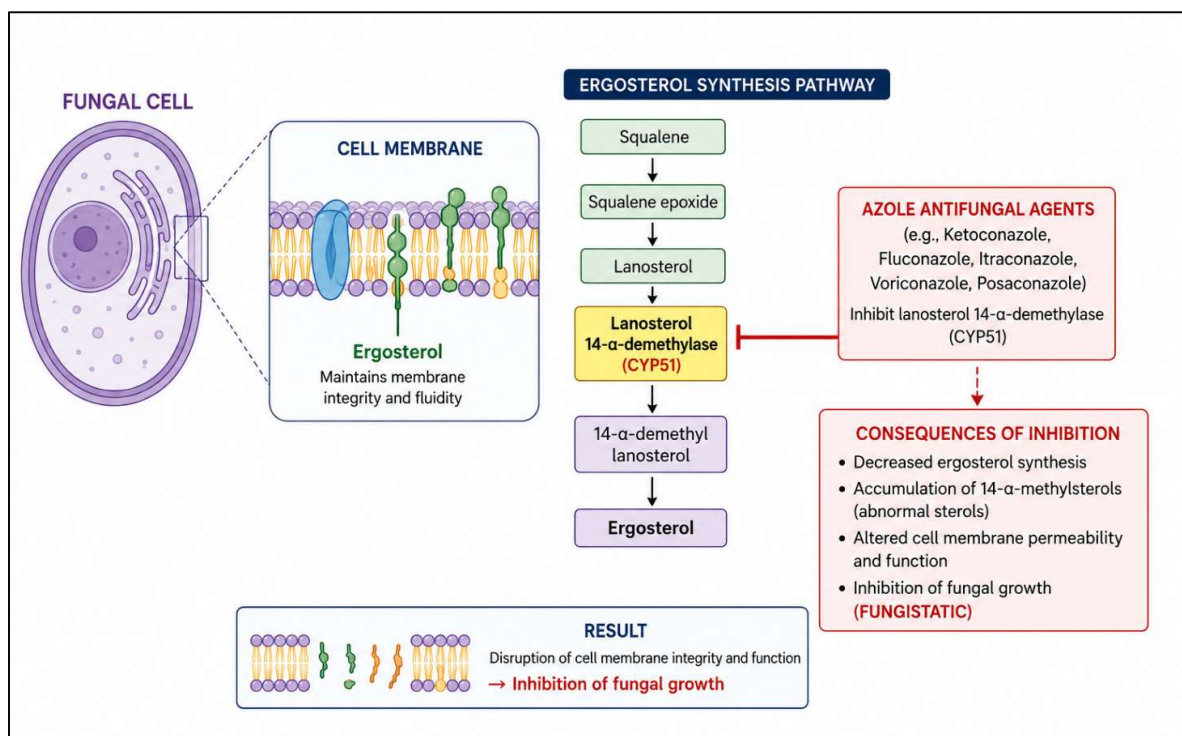 FUNGAL CELL
CELL MEMBRANE
Ergosterol
Maintains membrane
integrity and fluidity
ERGOSTEROL SYNTHESIS PATHWAY
Squalene
Squalene epoxide
Lanosterol
Lanosterol
14-α-demethylase
(CYP51)
14-α-demethyl
lanosterol
Ergosterol
AZOLE ANTIFUNGAL AGENTS
(e.g., Ketoconazole,
Fluconazole, Itraconazole,
Voriconazole, Posaconazole)
Inhibit lanosterol 14-α-demethylase
(CYP51)
CONSEQUENCES OF INHIBITION
• Decreased ergosterol synthesis
• Accumulation of 14-α-methylsterols
(abnormal sterols)
• Altered cell membrane permeability
and function
• Inhibition of fungal growth
(FUNGISTATIC)
RESULT
Disruption of cell membrane integrity and function
→ Inhibition of fungal growth